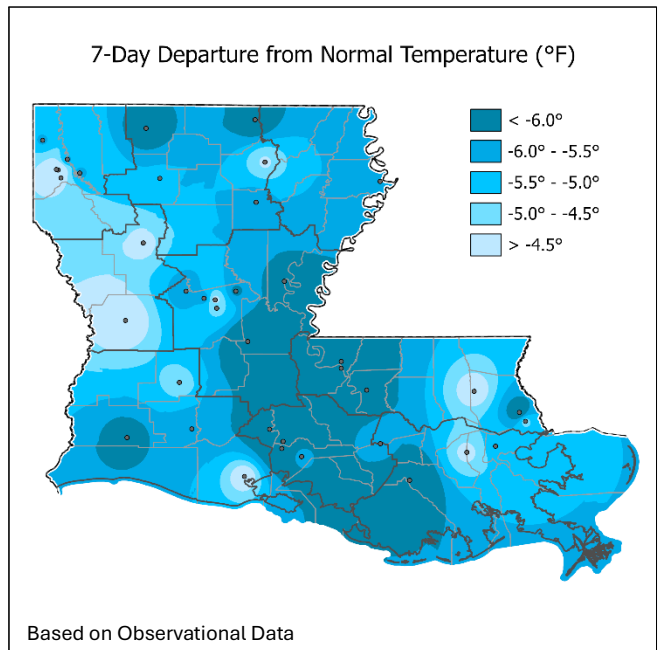 7-Day Departure from Normal Temperature (°F)
< -6.0°
-6.0° - -5.5°
-5.5° - -5.0°
-5.0° - -4.5°
> -4.5°
Based on Observational Data